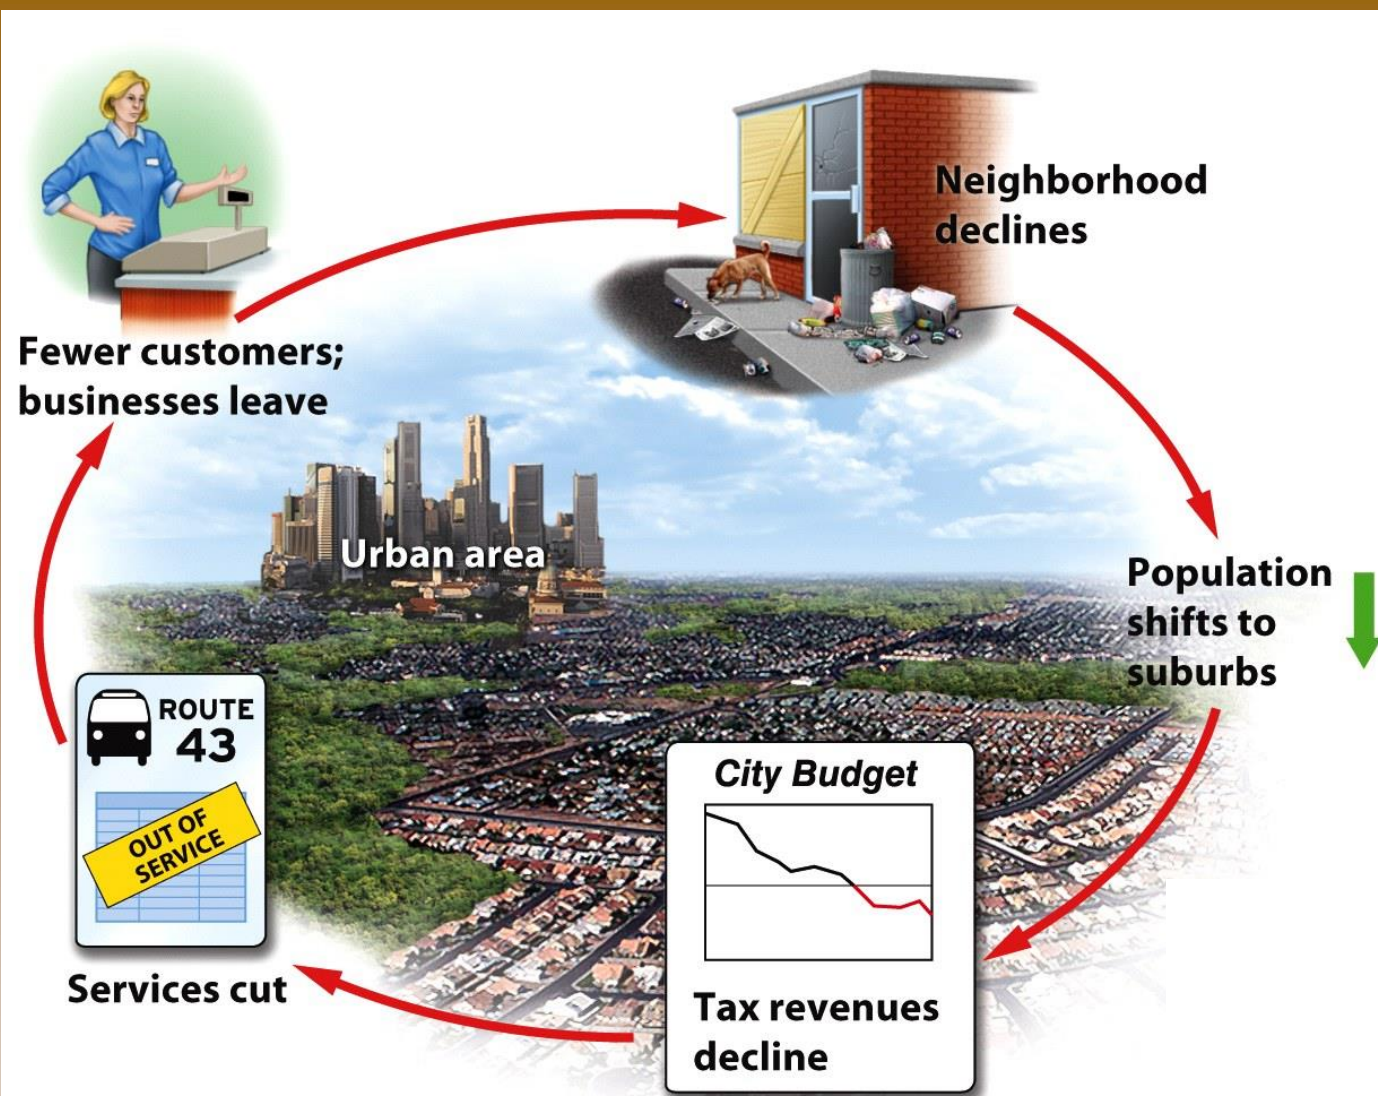 Neighborhood
declines
Fewer customers;
businesses leave
Urban area
Population
shifts to
suburbs
ROUTE
43
OUT OF
SERVICE
Services cut
City Budget
Tax revenues
decline